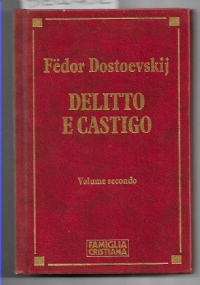 Fëdor Dostoevskij
DELITTO
E CASTIGO
Volume secondo
FAMIGLIA
CRISTIANA